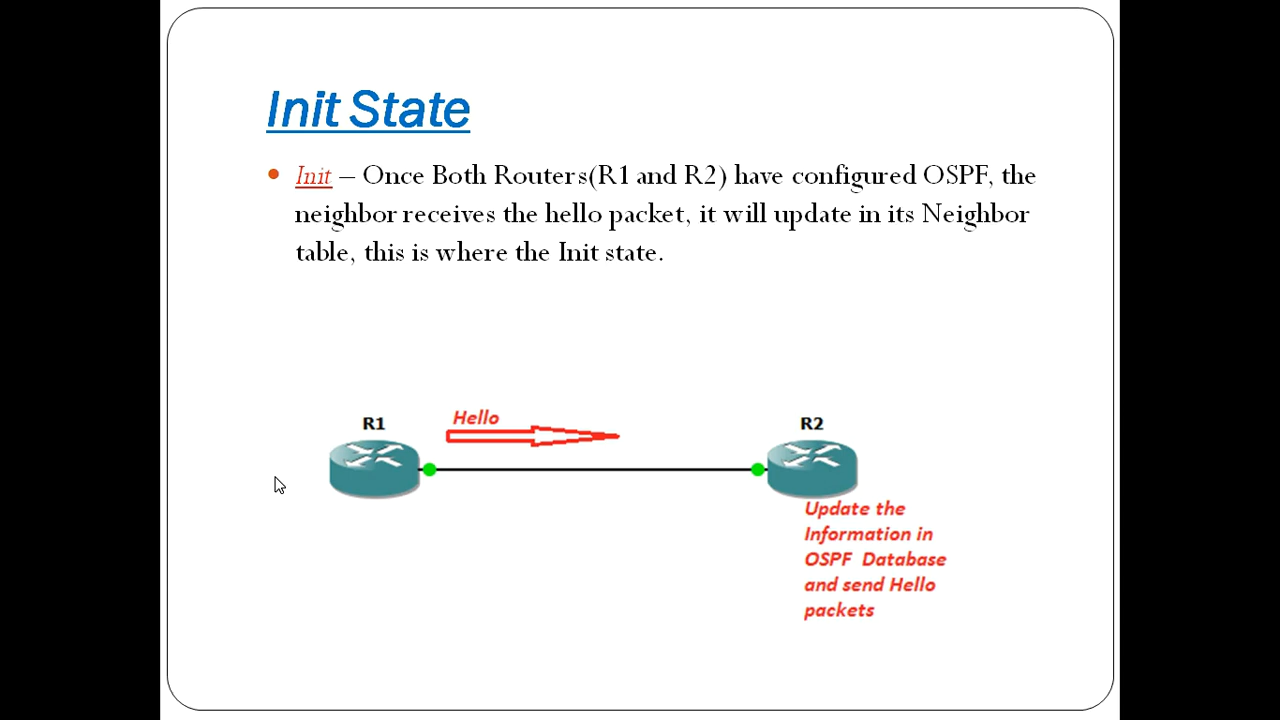 Init State
• Init – Once Both Routers(R1 and R2) have configured OSPF, the
neighbor receives the hello packet, it will update in its Neighbor
table, this is where the Init state.
Hello
R1
R2
Update the
Information in
OSPF Database
and send Hello
packets